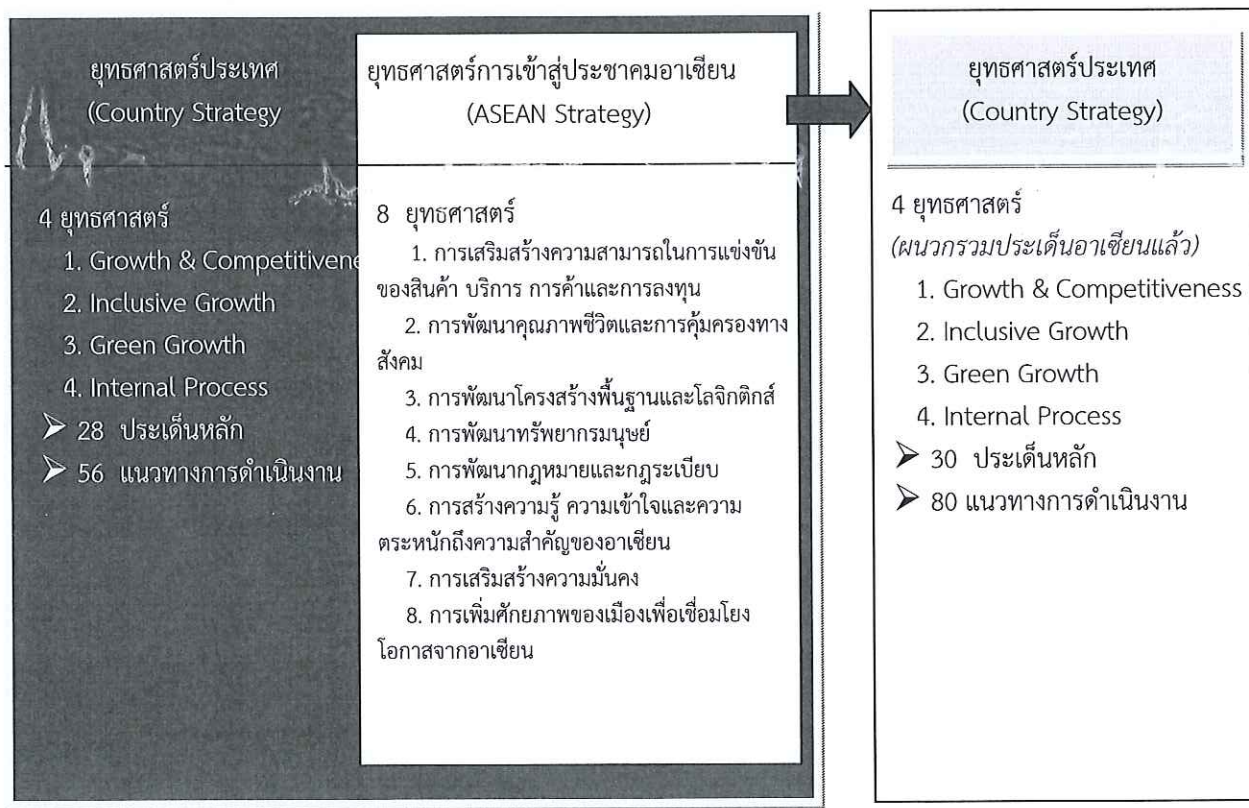 ยุทธศาสตร์ประเทศ
(Country Strategy
4 ยุทธศาสตร์
1. Growth & Competitivene
2. Inclusive Growth
3. Green Growth
4. Internal Process
➢ 28 ประเด็นหลัก
➢ 56 แนวทางการดำเนินงาน
ยุทธศาสตร์การเข้าสู่ประชาคมอาเซียน
(ASEAN Strategy)
8 ยุทธศาสตร์
1. การเสริมสร้างความสามารถในการแข่งขัน
ของสินค้า บริการ การค้าและการลงทุน
2. การพัฒนาคุณภาพชีวิตและการคุ้มครองทาง
สังคม
3. การพัฒนาโครงสร้างพื้นฐานและโลจิกติกส์
4. การพัฒนาทรัพยากรมนุษย์
5. การพัฒนากฎหมายและกฎระเบียบ
6. การสร้างความรู้ ความเข้าใจและความ
ตระหนักถึงความสำคัญของอาเซียน
7. การเสริมสร้างความมั่นคง
8. การเพิ่มศักยภาพของเมืองเพื่อเชื่อมโยง
โอกาสจากอาเซียน
ยุทธศาสตร์ประเทศ
(Country Strategy)
4 ยุทธศาสตร์
(ผนวกรวมประเด็นอาเซียนแล้ว)
1. Growth & Competitiveness
2. Inclusive Growth
3. Green Growth
4. Internal Process
➢ 30 ประเด็นหลัก
➢ 80 แนวทางการดำเนินงาน